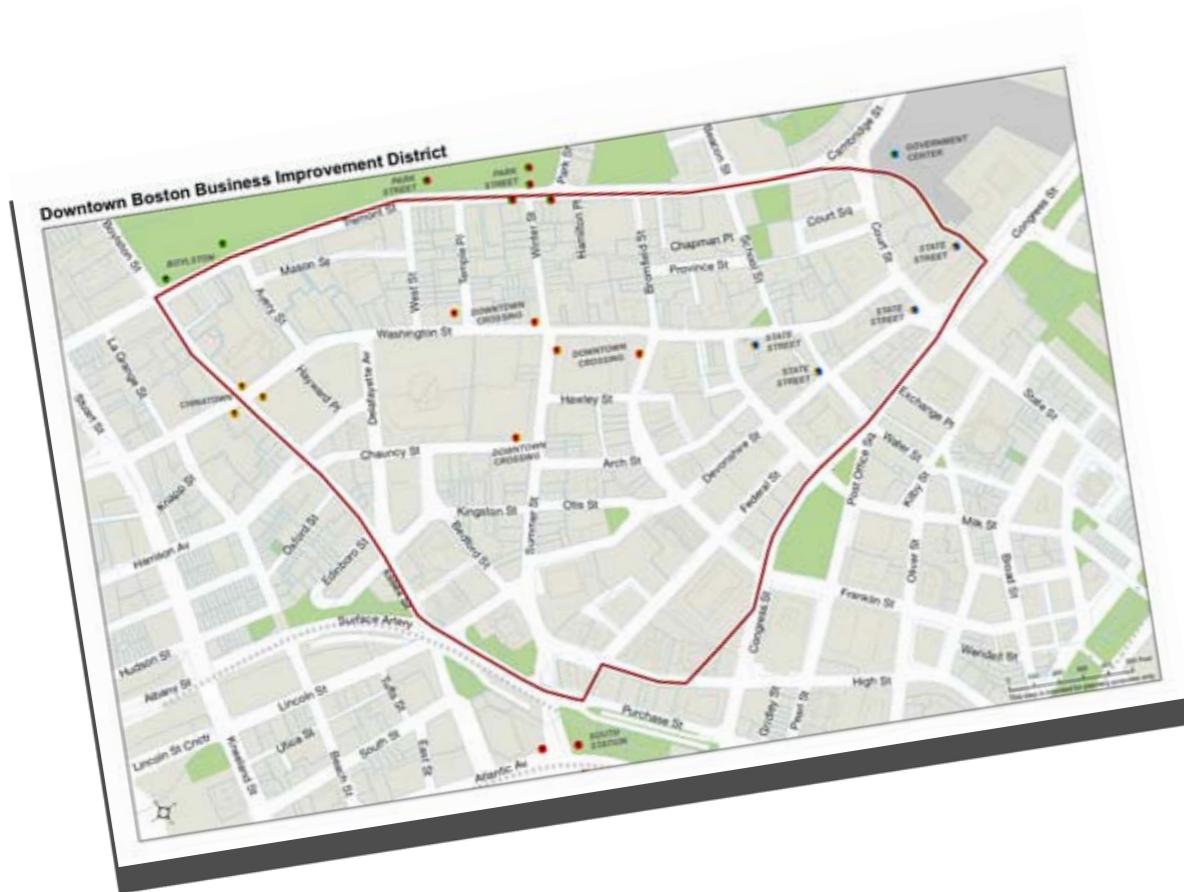 Downtown Boston Business Improvement District
Cambridge St
GOVERNMENT
CENTER
Beacon St
Park St
PARK
STREET
PARK
STREET
Congress St
Boylston St
BOYLSTON
Tremont St
Mason St
Avery St
West St
Temple Pl
Winter St
Hamilton Pl
Bromfield St
Chapman Pl
Province St
School St
Court Sq
Court St
STATE
STREET
DOWNTOWN
CROSSING
Washington St
DOWNTOWN
CROSSING
STATE
STREET
STATE
STREET
STATE
STREET
La Grange St
Stuart St
CHINATOWN
Hayward Pl
Delafayette Av
Hawley St
Exchange Pl
State St
Chauncy St
DOWNTOWN
CROSSING
Arch St
Devonshire St
Federal St
Post Office Sq
Water St
Kilby St
Knapp St
Kingston St
Otis St
Summer St
Bedford St
Milk St
Broad St
Oliver St
Harrison Av
Oxford St
Edinboro St
Essex St
Surface Artery
Franklin St
Congress St
Wendell St
Hudson St
Albany St
Lincoln St
Tufts St
High St
Purchase St
Gridley St
Pearl St
Lincoln St Cnctr
Kneeland St
Utica St
Beach St
South St
East St
Atlantic Av
SOUTH
STATION